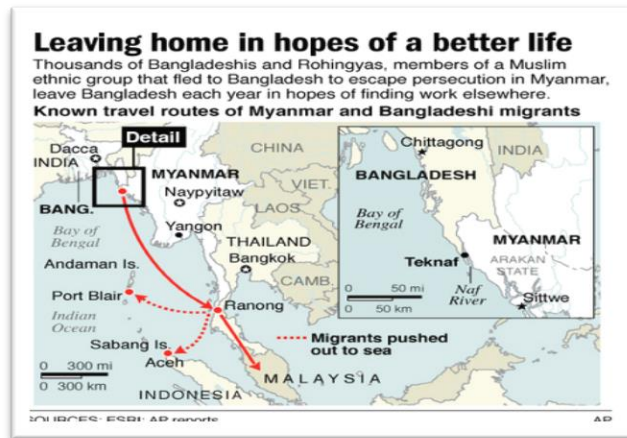 Leaving home in hopes of a better life
Thousands of Bangladeshis and Rohingyas, members of a Muslim
ethnic group that fled to Bangladesh to escape persecution in Myanmar,
leave Bangladesh each year in hopes of finding work elsewhere.
Known travel routes of Myanmar and Bangladeshi migrants
Detail
Dacca
INDIA
BANG.
MYANMAR
Naypyitaw
Yangon
CHINA
VIET.
LAOS
THAILAND
Bangkok
CAMB.
Bay of
Bengal
Andaman Is.
Port Blair
Indian
Ocean
Ranong
Sabang Is.
Aceh
0 300 mi
0 300 km
INDONESIA
MALAYSIA
Migrants pushed
out to sea
Chittagong
INDIA
BANGLADESH
Bay of
Bengal
MYANMAR
Teknaf
ARAKAN
STATE
Naf
River
Sittwe
0 50 mi
0 50 km
SOURCES: ESRI; AP reports
AP